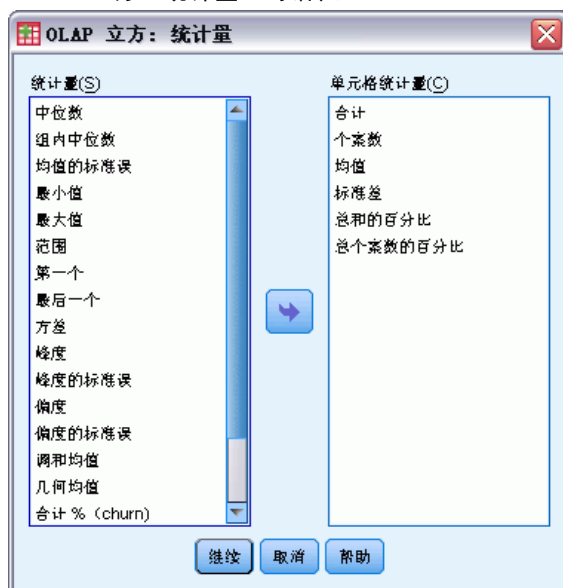 OLAP 立方: 统计量
统计量(S)
中位数
组内中位数
均值的标准误
最小值
最大值
范围
第一个
最后一个
方差
峰度
峰度的标准误
偏度
偏度的标准误
调和均值
几何均值
合计 % (churn)
单元格统计量(C)
合计
个案数
均值
标准差
总和的百分比
总个案数的百分比
继续
取消
帮助